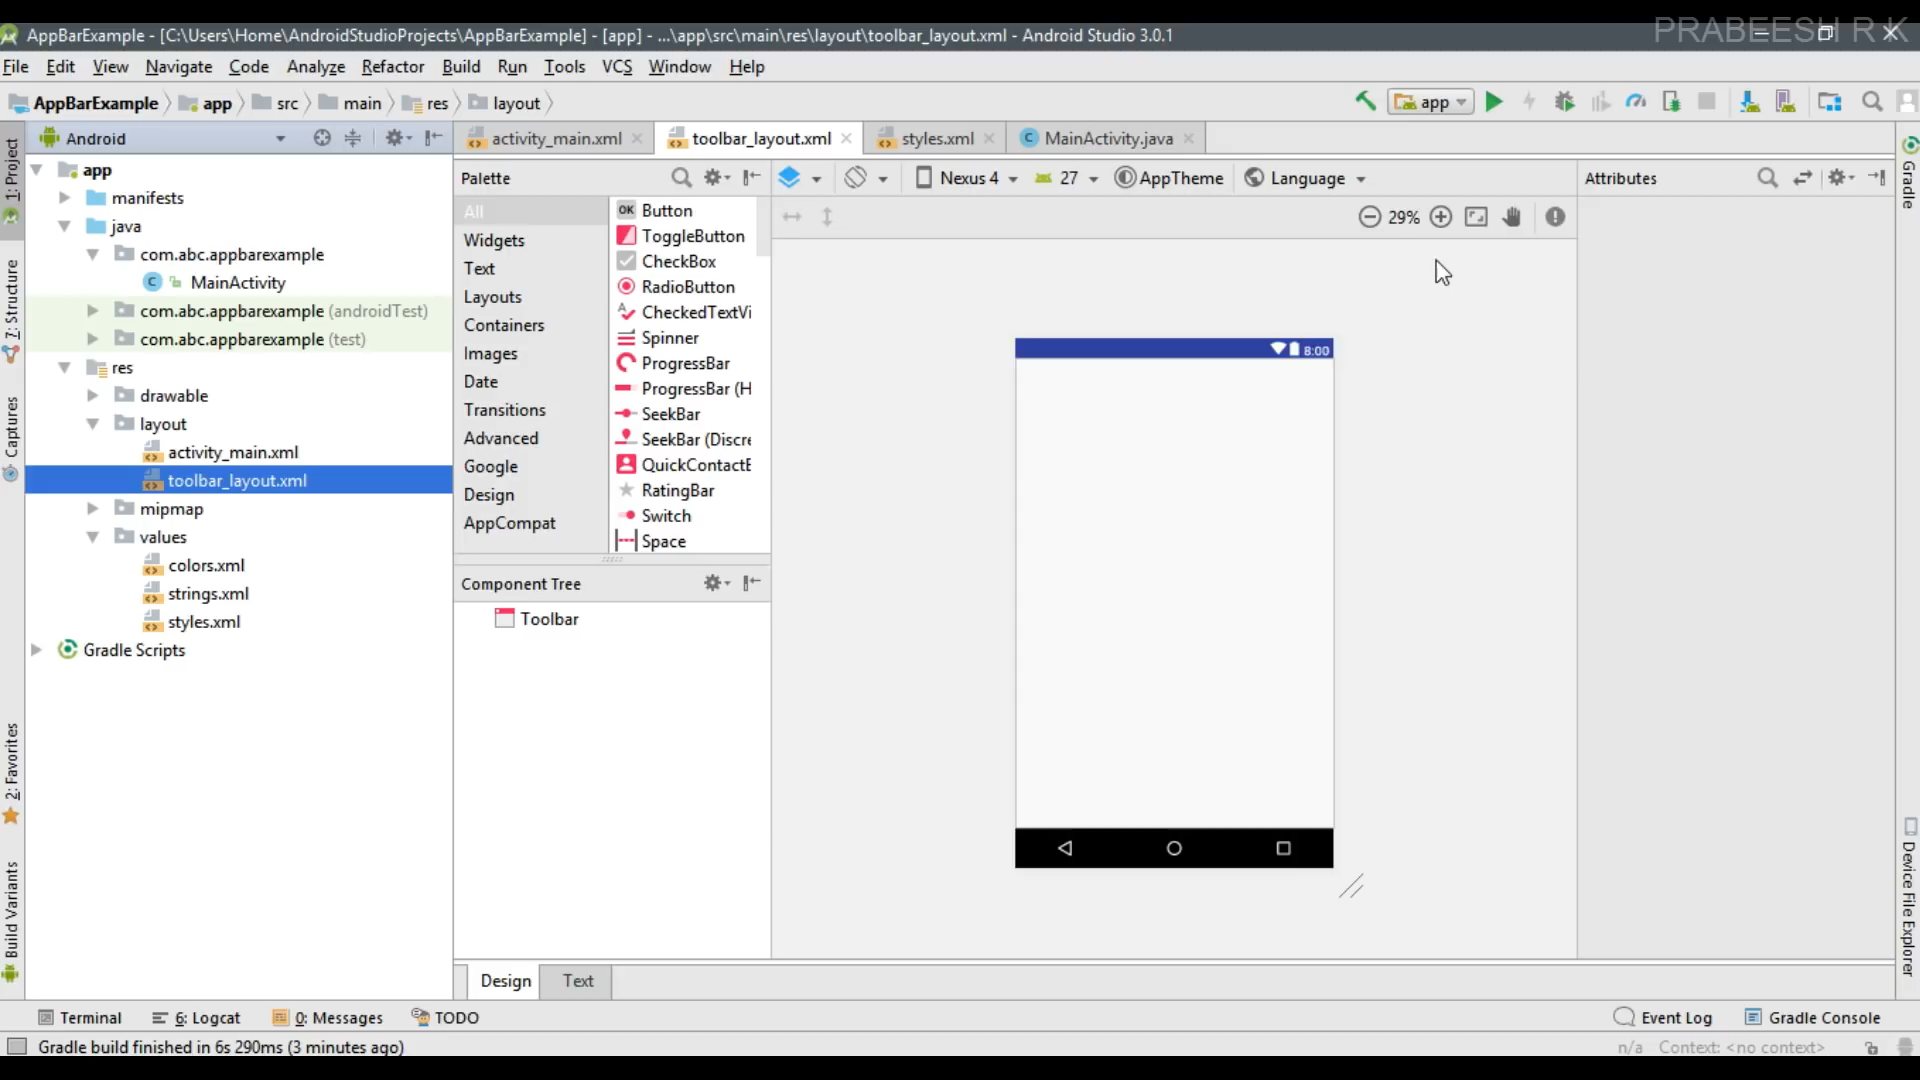 PRABEESH R K
AppBarExample - [C:\Users\Home\AndroidStudioProjects\AppBarExample] - [app] - ...\app\src\main\res\layout\toolbar_layout.xml - Android Studio 3.0.1
File Edit View Navigate Code Analyze Refactor Build Run Tools VCS Window Help
AppBarExample app src main res layout app
Android
activity_main.xml toolbar_layout.xml styles.xml MainActivity.java
1: Project
7: Structure
Captures
2: Favorites
Build Variants
app
manifests
java
com.abc.appbarexample
MainActivity
com.abc.appbarexample (androidTest)
com.abc.appbarexample (test)
res
drawable
layout
activity_main.xml
toolbar_layout.xml
mipmap
values
colors.xml
strings.xml
styles.xml
Gradle Scripts
Palette
All
Widgets
Text
Layouts
Containers
Images
Date
Transitions
Advanced
Google
Design
AppCompat
OK Button
ToggleButton
CheckBox
RadioButton
CheckedTextVi
Spinner
ProgressBar
ProgressBar (H
SeekBar
SeekBar (Discre
QuickContactB
RatingBar
Switch
Space
Component Tree
Toolbar
Nexus 4 27 AppTheme Language
29%
8:00
Attributes
Gradle
Device File Explorer
Design Text
Terminal 6: Logcat 0: Messages TODO Event Log Gradle Console
Gradle build finished in 6s 290ms (3 minutes ago) n/a Context: <no context>